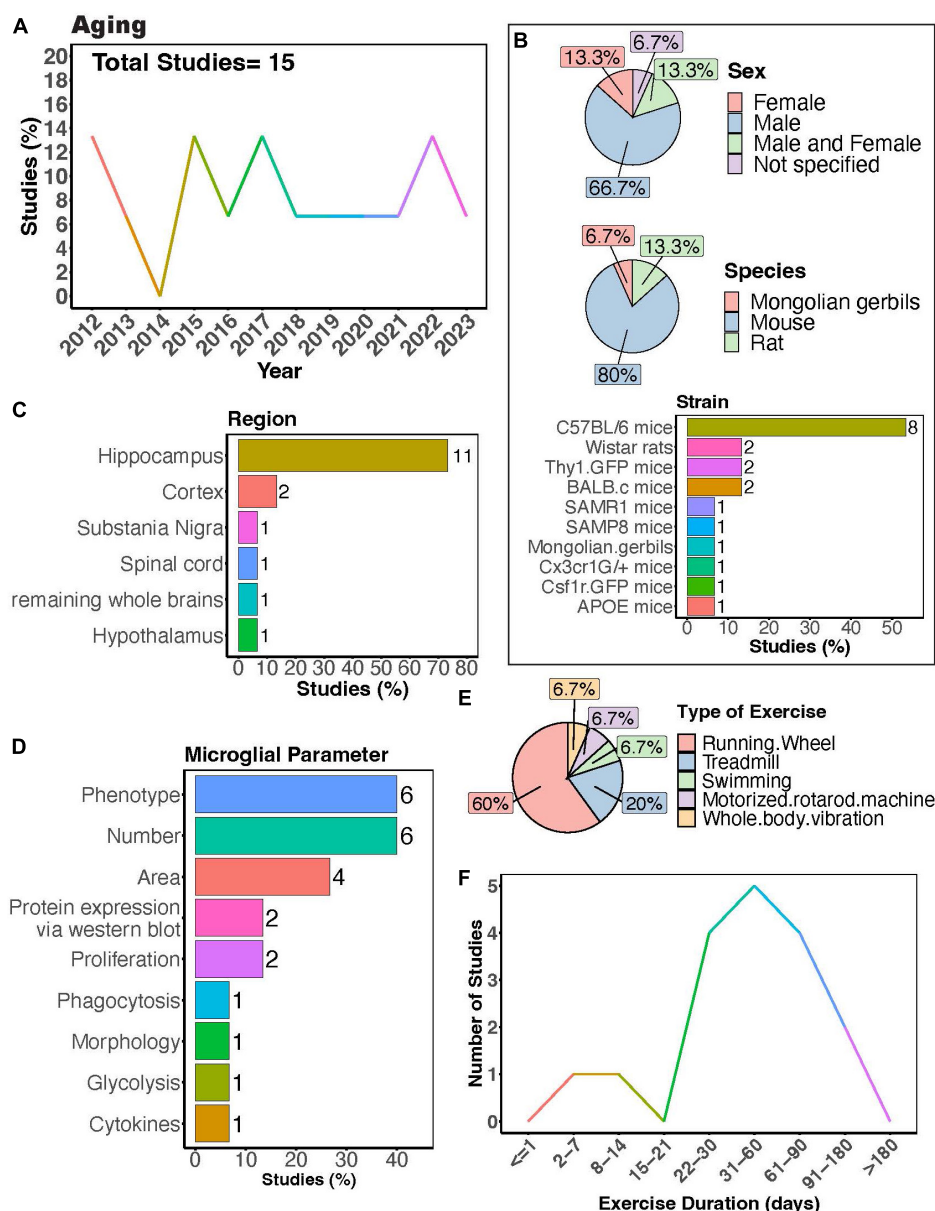 A
Aging
Total Studies= 15
Studies (%)
20
18
16
14
12
10
8
6
4
2
0
2012
2013
2014
2015
2016
2017
2018
2019
2020
2021
2022
2023
Year
B
13.3%
6.7%
13.3%
66.7%
Sex
Female
Male
Male and Female
Not specified
6.7%
13.3%
80%
Species
Mongolian gerbils
Mouse
Rat
Strain
C57BL/6 mice 8
Wistar rats 2
Thy1.GFP mice 2
BALB.c mice 2
SAMR1 mice 1
SAMP8 mice 1
Mongolian.gerbils 1
Cx3cr1G/+ mice 1
Csf1r.GFP mice 1
APOE mice 1
0 10 20 30 40 50
Studies (%)
C
Region
Hippocampus 11
Cortex 2
Substania Nigra 1
Spinal cord 1
remaining whole brains 1
Hypothalamus 1
0 10 20 30 40 50 60 70 80
Studies (%)
D
Microglial Parameter
Phenotype 6
Number 6
Area 4
Protein expression
via western blot 2
Proliferation 2
Phagocytosis 1
Morphology 1
Glycolysis 1
Cytokines 1
0 10 20 30 40
Studies (%)
E
6.7%
6.7%
6.7%
60%
20%
Type of Exercise
Running.Wheel
Treadmill
Swimming
Motorized.rotarod.machine
Whole.body.vibration
F
Number of Studies
5
4
3
2
1
0
<=1
2–7
8–14
15–21
22–30
31–60
61–90
91–180
>180
Exercise Duration (days)